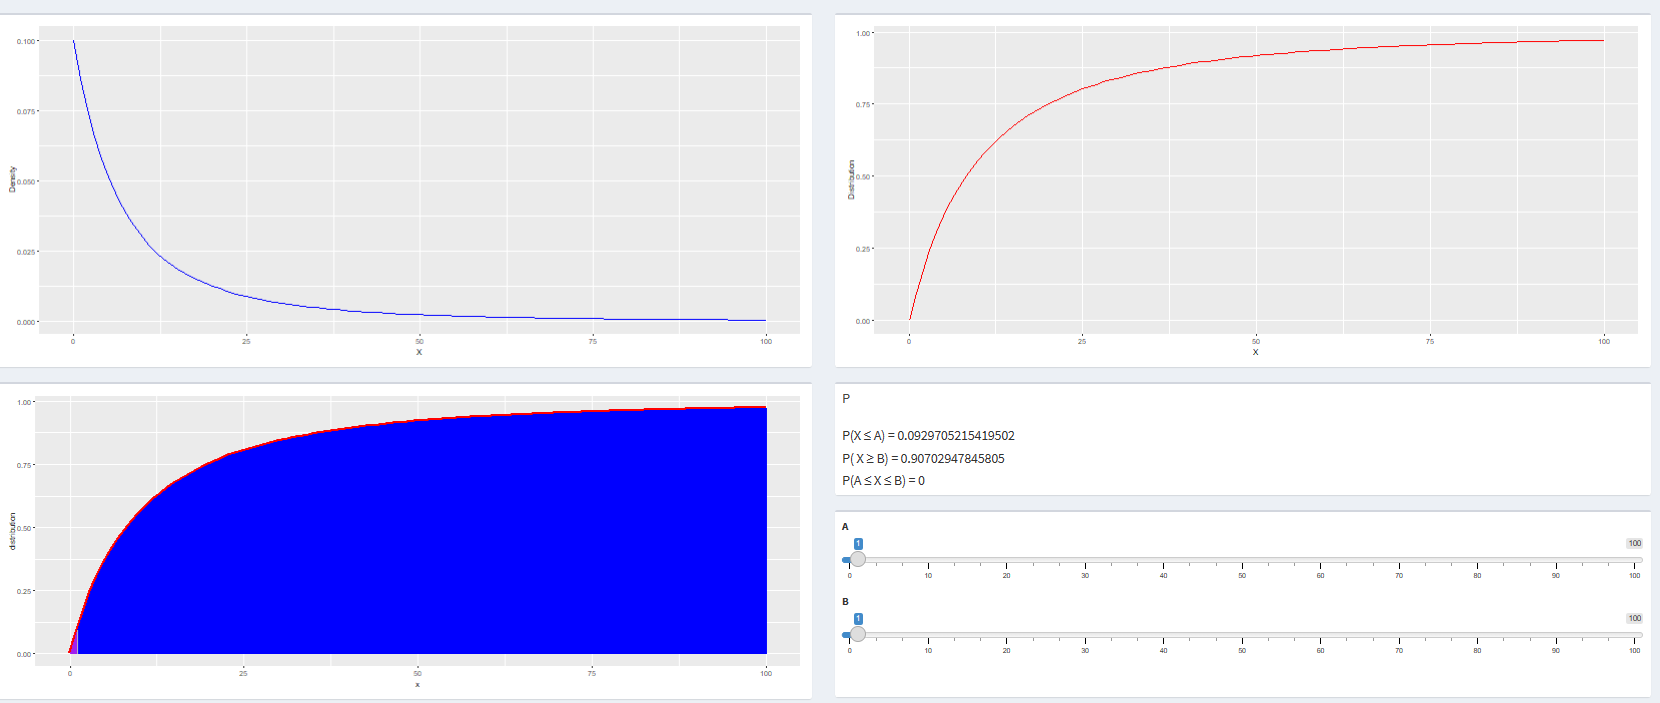 0.100
0.075
0.050
0.025
0.000
Density
0
25
50
75
100
X
1.00
0.75
0.50
0.25
0.00
Distribution
0
25
50
75
100
X
1.00
0.75
0.50
0.25
0.00
distribution
0
25
50
75
100
x
P
P(X ≤ A) = 0.0929705215419502
P( X ≥ B) = 0.90702947845805
P(A ≤ X ≤ B) = 0
A
1
100
0 10 20 30 40 50 60 70 80 90 100
B
1
100
0 10 20 30 40 50 60 70 80 90 100